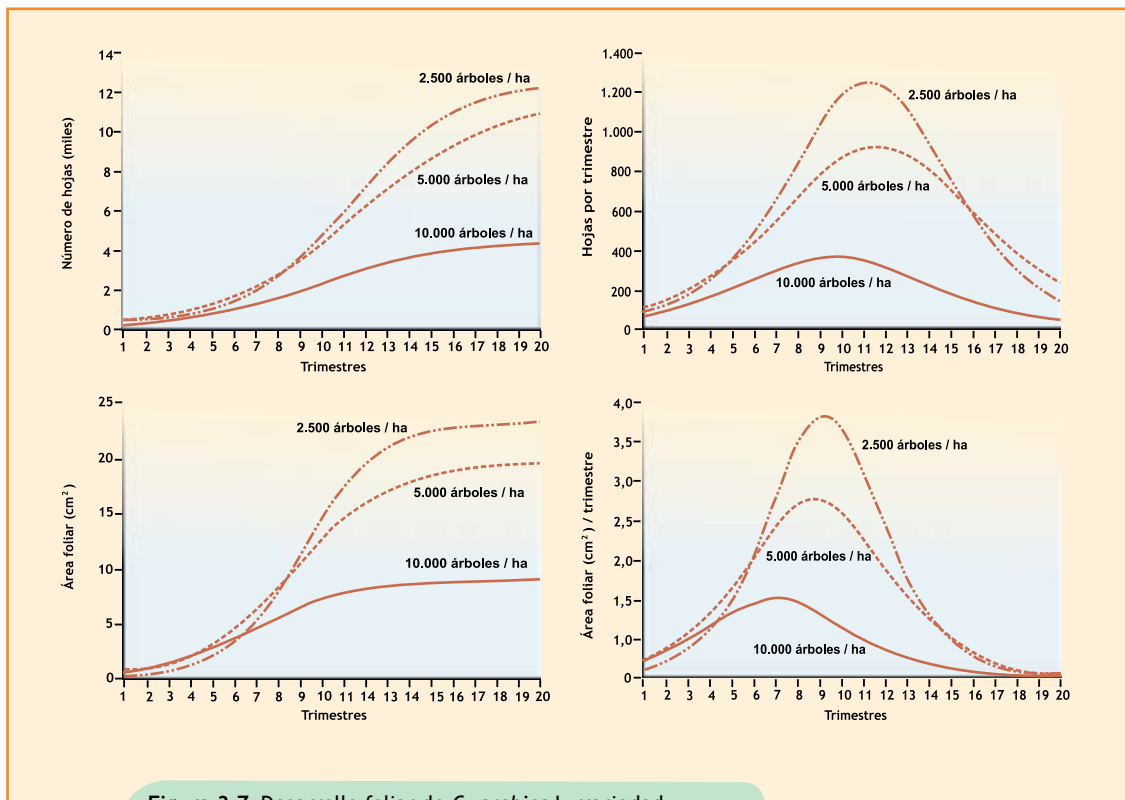 14
12
10
8
6
4
2
0
Número de hojas (miles)
2.500 árboles / ha
5.000 árboles / ha
10.000 árboles / ha
1 2 3 4 5 6 7 8 9 10 11 12 13 14 15 16 17 18 19 20
Trimestres
1.400
1.200
1.000
800
600
400
200
0
Hojas por trimestre
2.500 árboles / ha
5.000 árboles / ha
10.000 árboles / ha
1 2 3 4 5 6 7 8 9 10 11 12 13 14 15 16 17 18 19 20
Trimestres
25
20
15
10
5
0
Área foliar (cm²)
2.500 árboles / ha
5.000 árboles / ha
10.000 árboles / ha
1 2 3 4 5 6 7 8 9 10 11 12 13 14 15 16 17 18 19 20
Trimestres
4,0
3,5
3,0
2,5
2,0
1,5
1,0
0
Área foliar (cm²) / trimestre
2.500 árboles / ha
5.000 árboles / ha
10.000 árboles / ha
1 2 3 4 5 6 7 8 9 10 11 12 13 14 15 16 17 18 19 20
Trimestres
Desarrollo foliar de C. arabica L. variedad